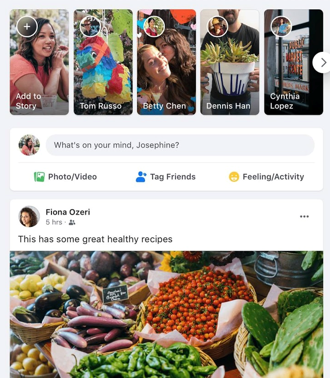 Add to
Story
Tom Russo
Betty Chen
Dennis Han
Cynthia
Lopez
What's on your mind, Josephine?
Photo/Video
Tag Friends
Feeling/Activity
Fiona Ozeri
5 hrs ·
This has some great healthy recipes